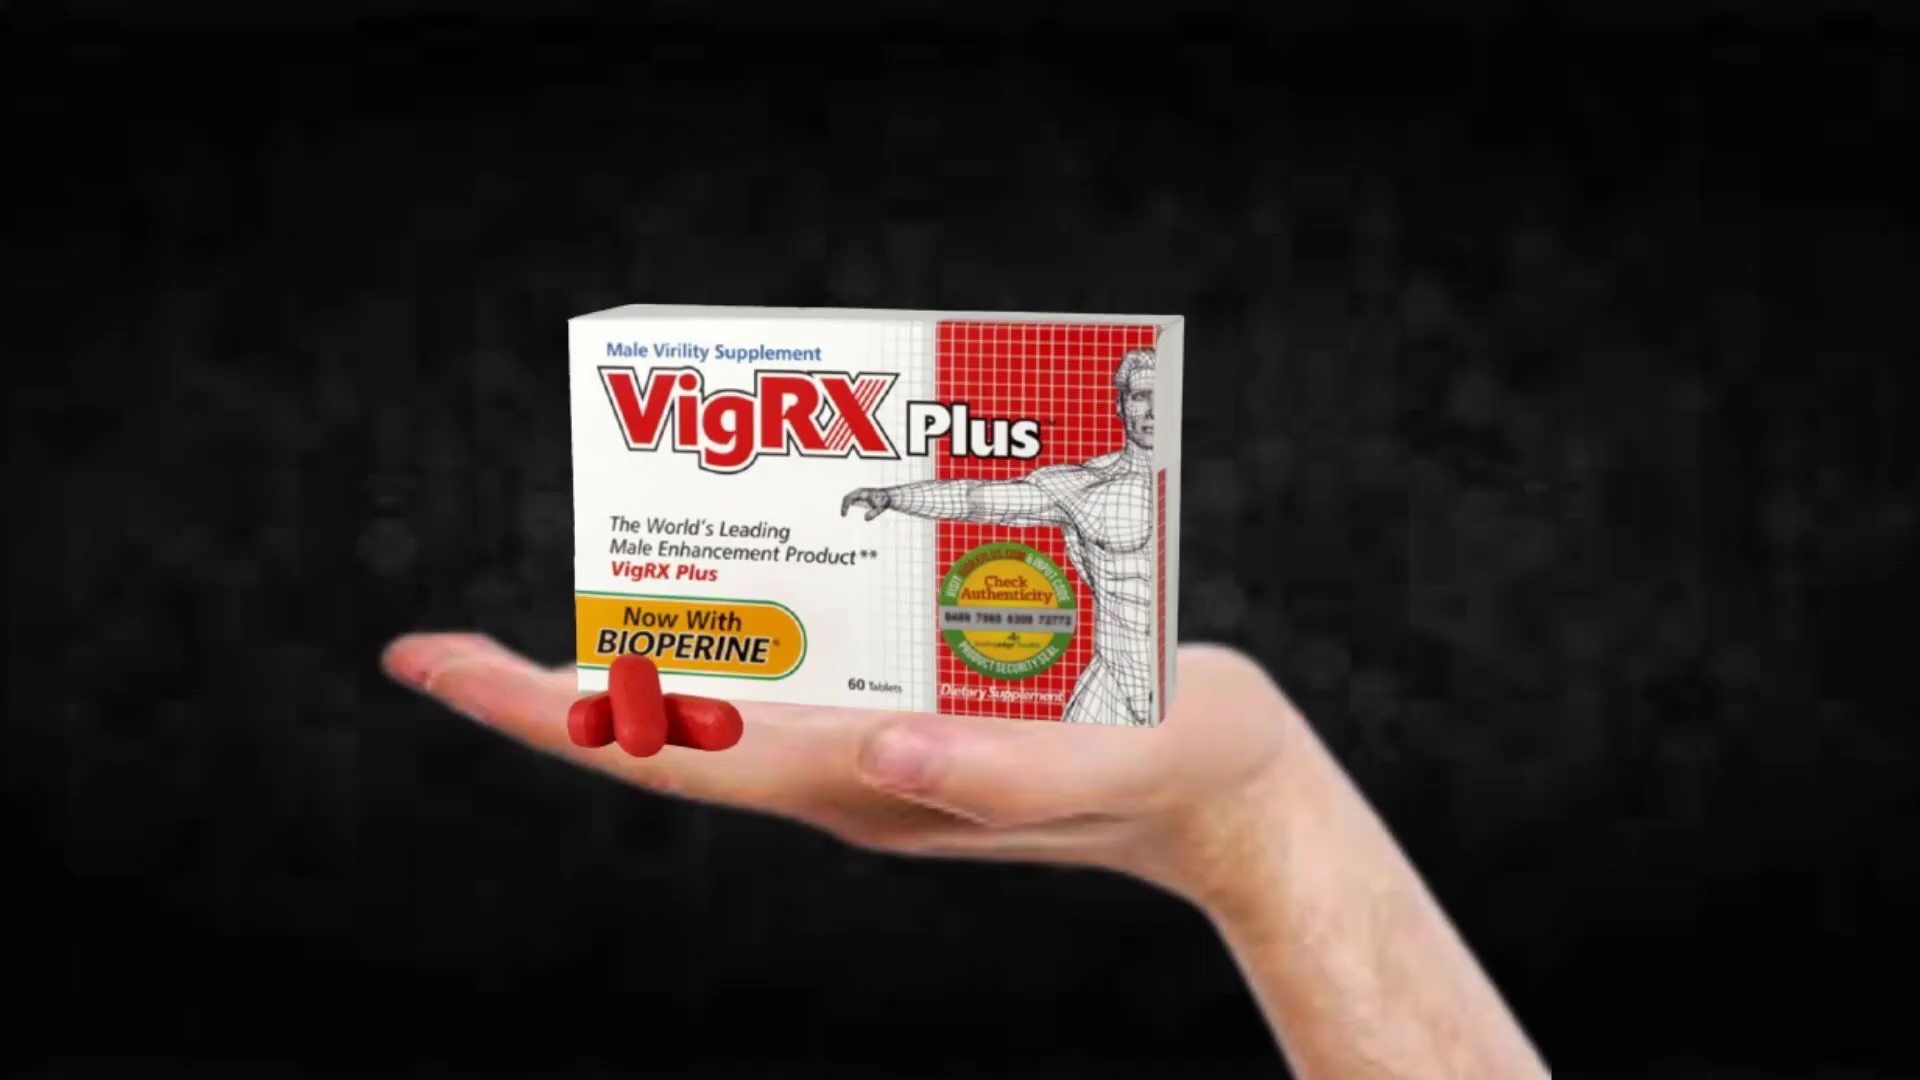 Male Virility Supplement
VigRX Plus
The World's Leading
Male Enhancement Product**
VigRX Plus
Now With
BIOPERINE®
60 Tablets
Check
Authenticity
PRODUCT SECURITY SEAL
Dietary Supplement